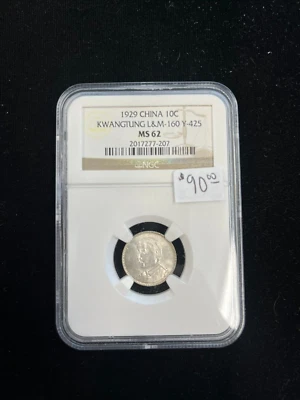 1929 CHINA 10C
KWANGTUNG L&M-160 Y-425
MS 62
2017277-207
NGC
$90.00